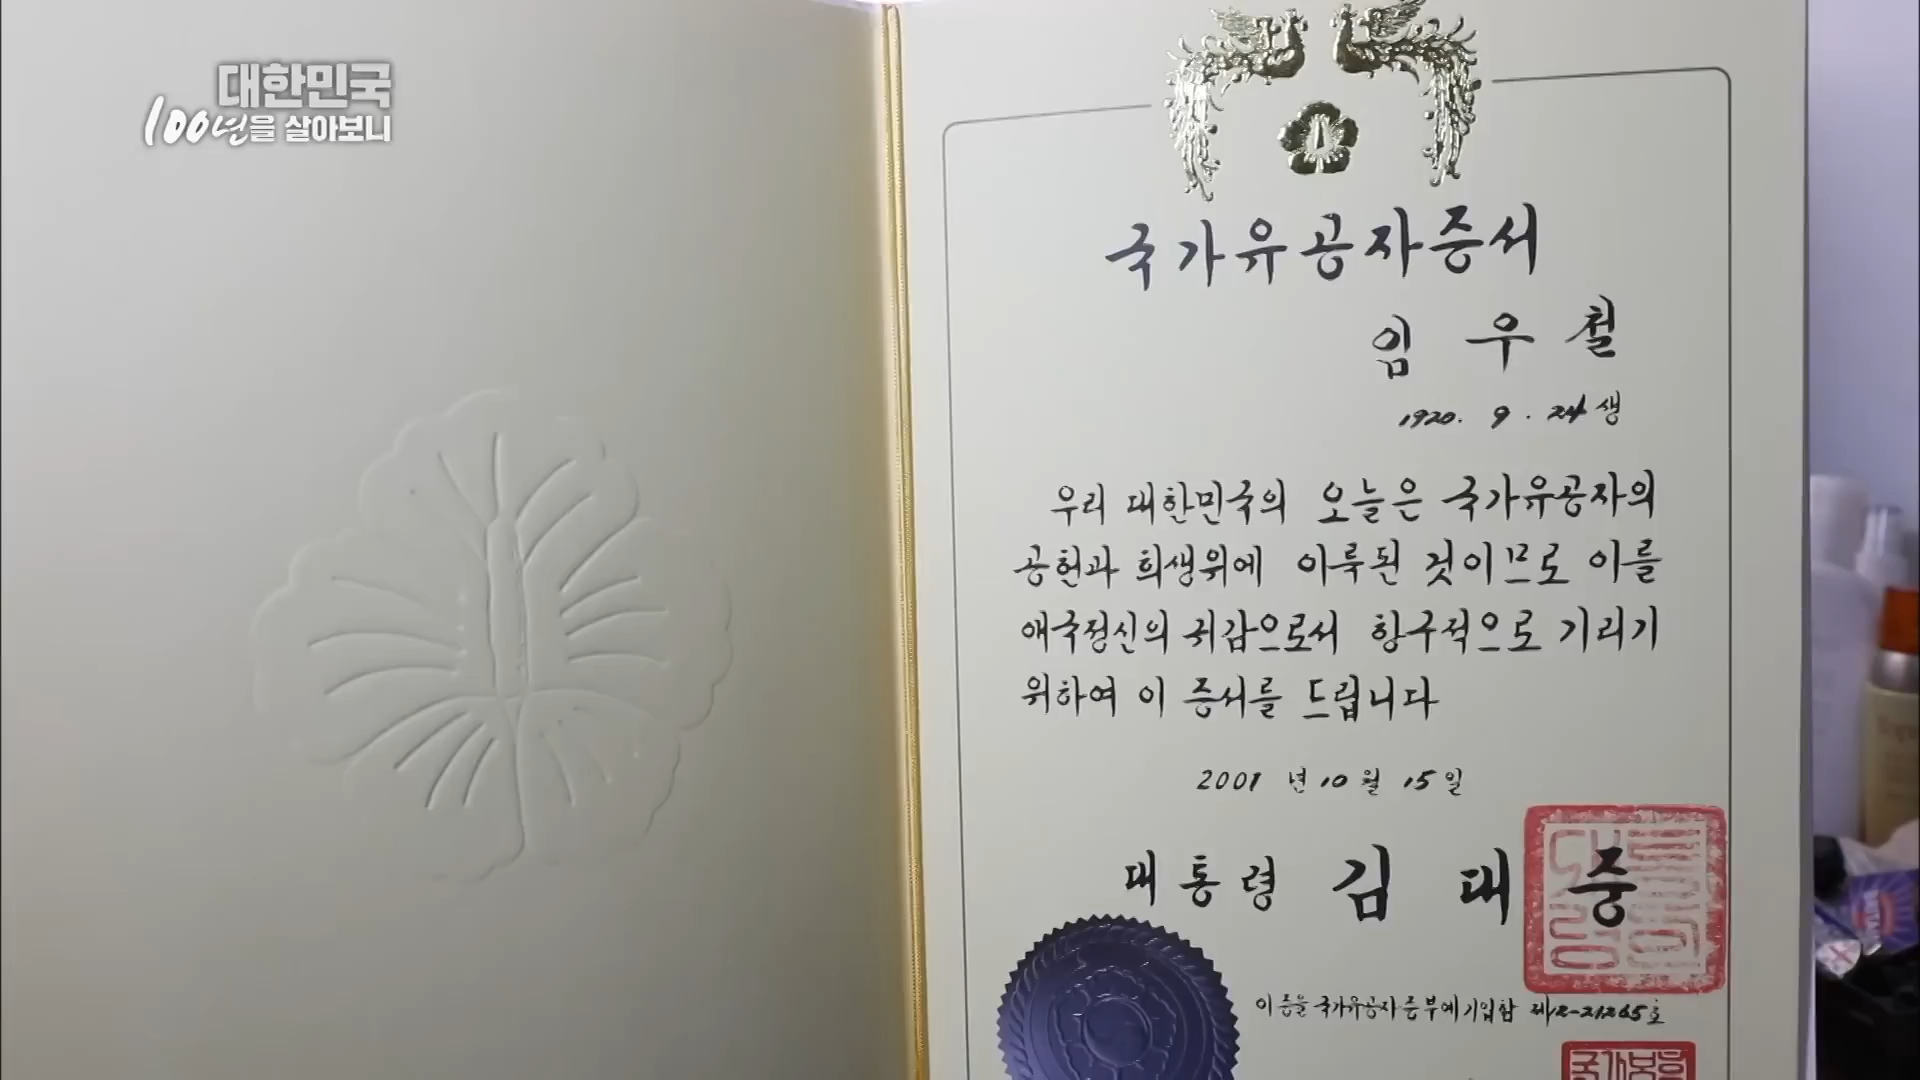 대한민국
100년을 살아보니
국가유공자증서
임 우 철
1920. 9. 24 생
우리 대한민국의 오늘은 국가유공자의
공헌과 희생위에 이룩된 것이므로 이를
애국정신의 귀감으로서 항구적으로 기리기
위하여 이 증서를 드립니다
2001 년 10 월 15 일
대통령 김 대 중
이 증을 국가유공자증부에 기입함 제12-21265호